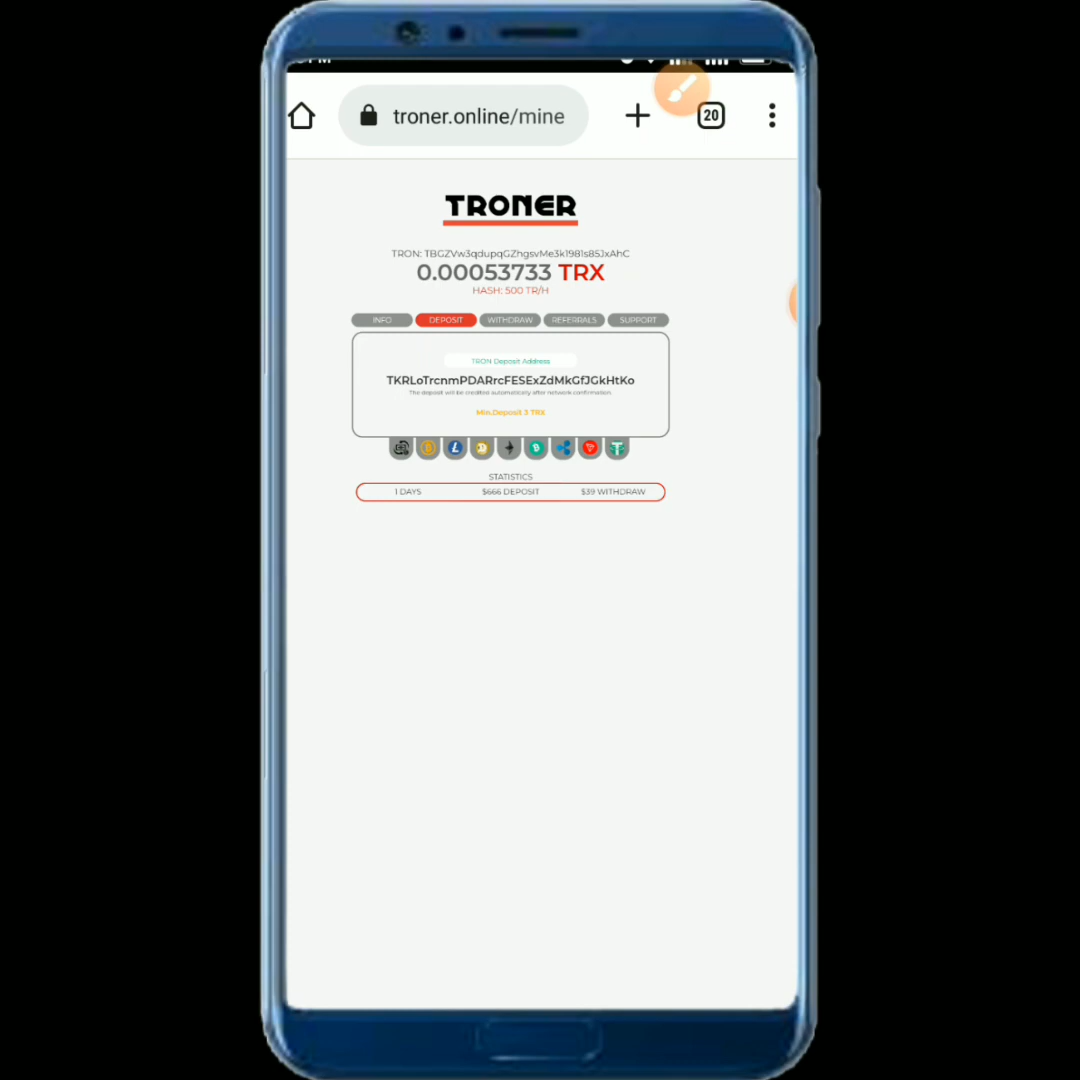 troner.online/mine
20
TRONER
TRON: TBGZVw3qdupqGZhgsvMe3k1981s85JxAhC
0.00053733 TRX
HASH: 500 TR/H
INFO DEPOSIT WITHDRAW REFERRALS SUPPORT
TRON Deposit Address
TKRLoTrcnmPDARrcFESExZdMkGfJGkHtKo
The deposit will be credited automatically after network confirmation.
Min.Deposit 3 TRX
STATISTICS
1 DAYS $666 DEPOSIT $39 WITHDRAW